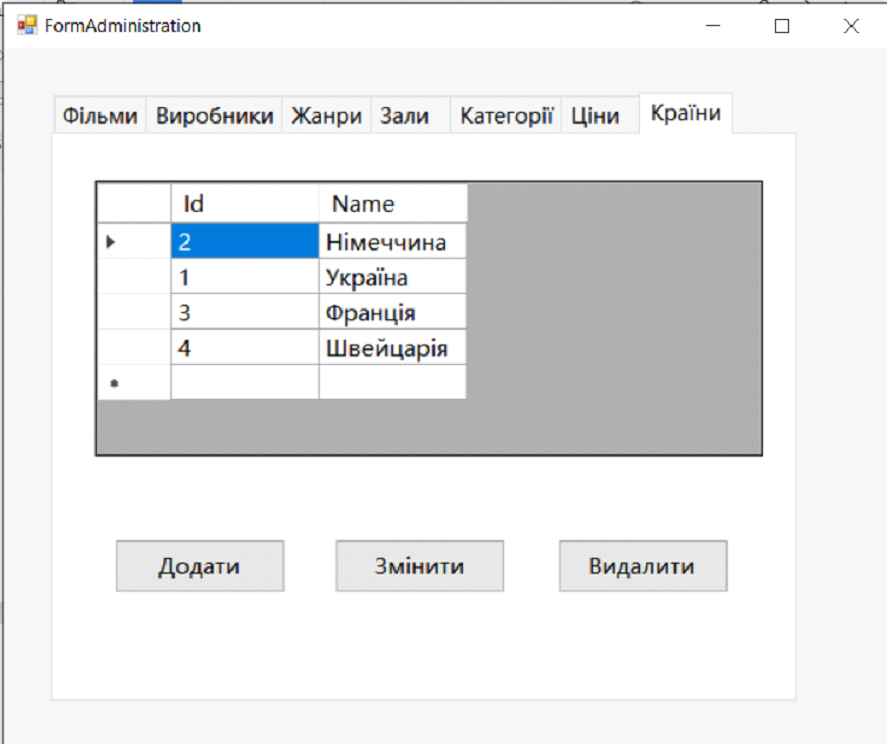 FormAdministration
Фільми Виробники Жанри Зали Категорії Ціни Країни
Id Name
2 Німеччина
1 Україна
3 Франція
4 Швейцарія
Додати Змінити Видалити